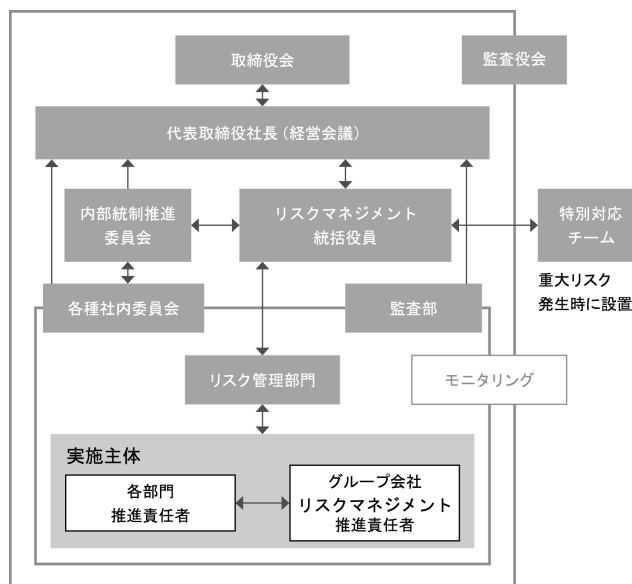 取締役会
監査役会
代表取締役社長（経営会議）
内部統制推進
委員会
リスクマネジメント
統括役員
特別対応
チーム
重大リスク
発生時に設置
各種社内委員会
監査部
リスク管理部門
モニタリング
実施主体
各部門
推進責任者
グループ会社
リスクマネジメント
推進責任者